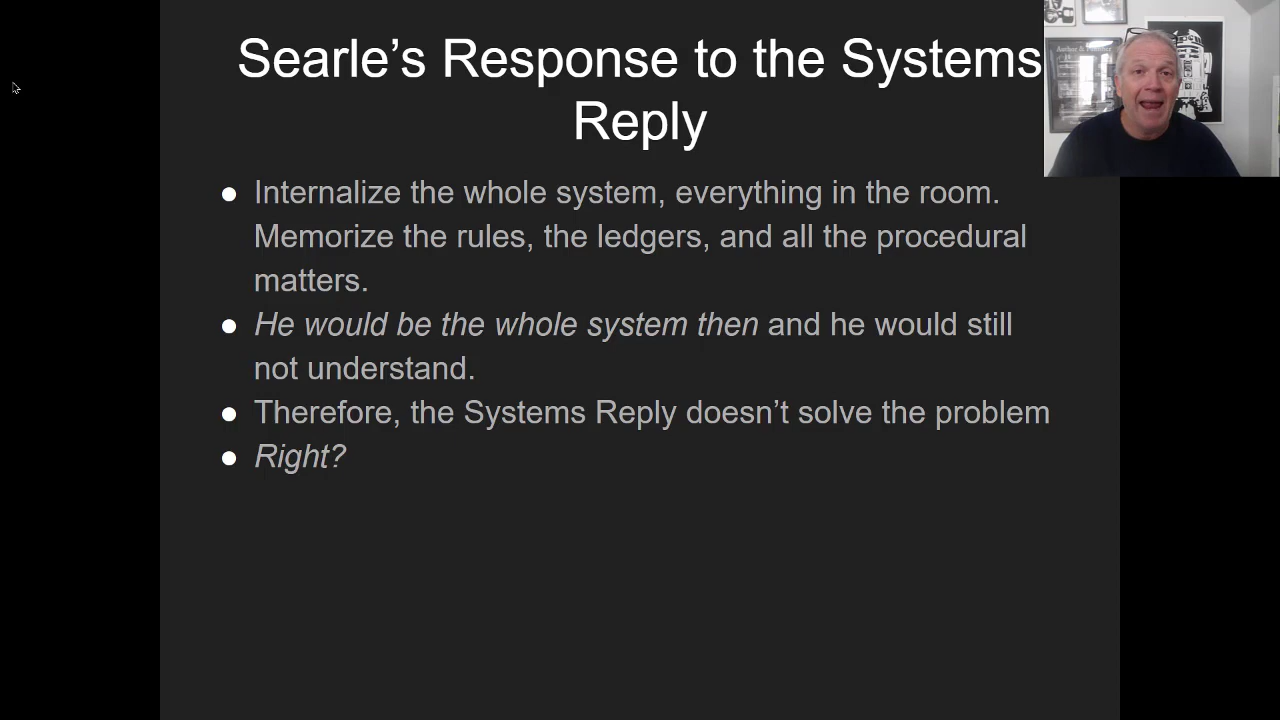 Searle’s Response to the Systems
Reply
● Internalize the whole system, everything in the room.
Memorize the rules, the ledgers, and all the procedural
matters.
● He would be the whole system then and he would still
not understand.
● Therefore, the Systems Reply doesn’t solve the problem
● Right?